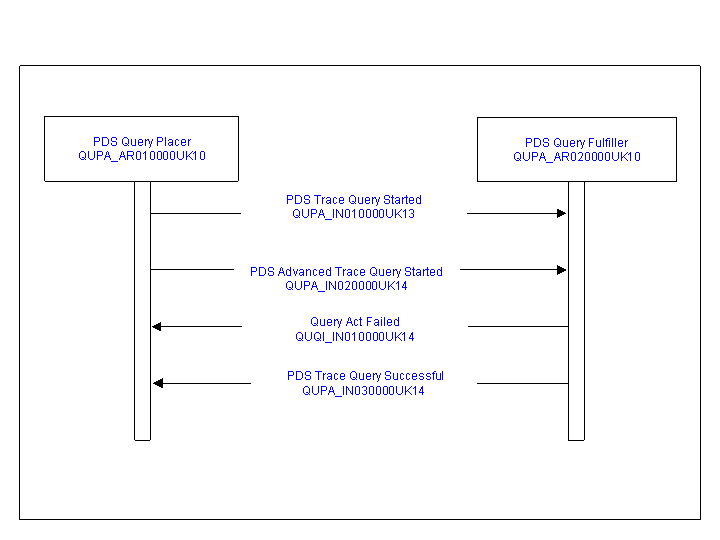 PDS Query Placer
QUPA_AR010000UK10
PDS Query Fulfiller
QUPA_AR020000UK10
PDS Trace Query Started
QUPA_IN010000UK13
PDS Advanced Trace Query Started
QUPA_IN020000UK14
Query Act Failed
QUQI_IN010000UK14
PDS Trace Query Successful
QUPA_IN030000UK14